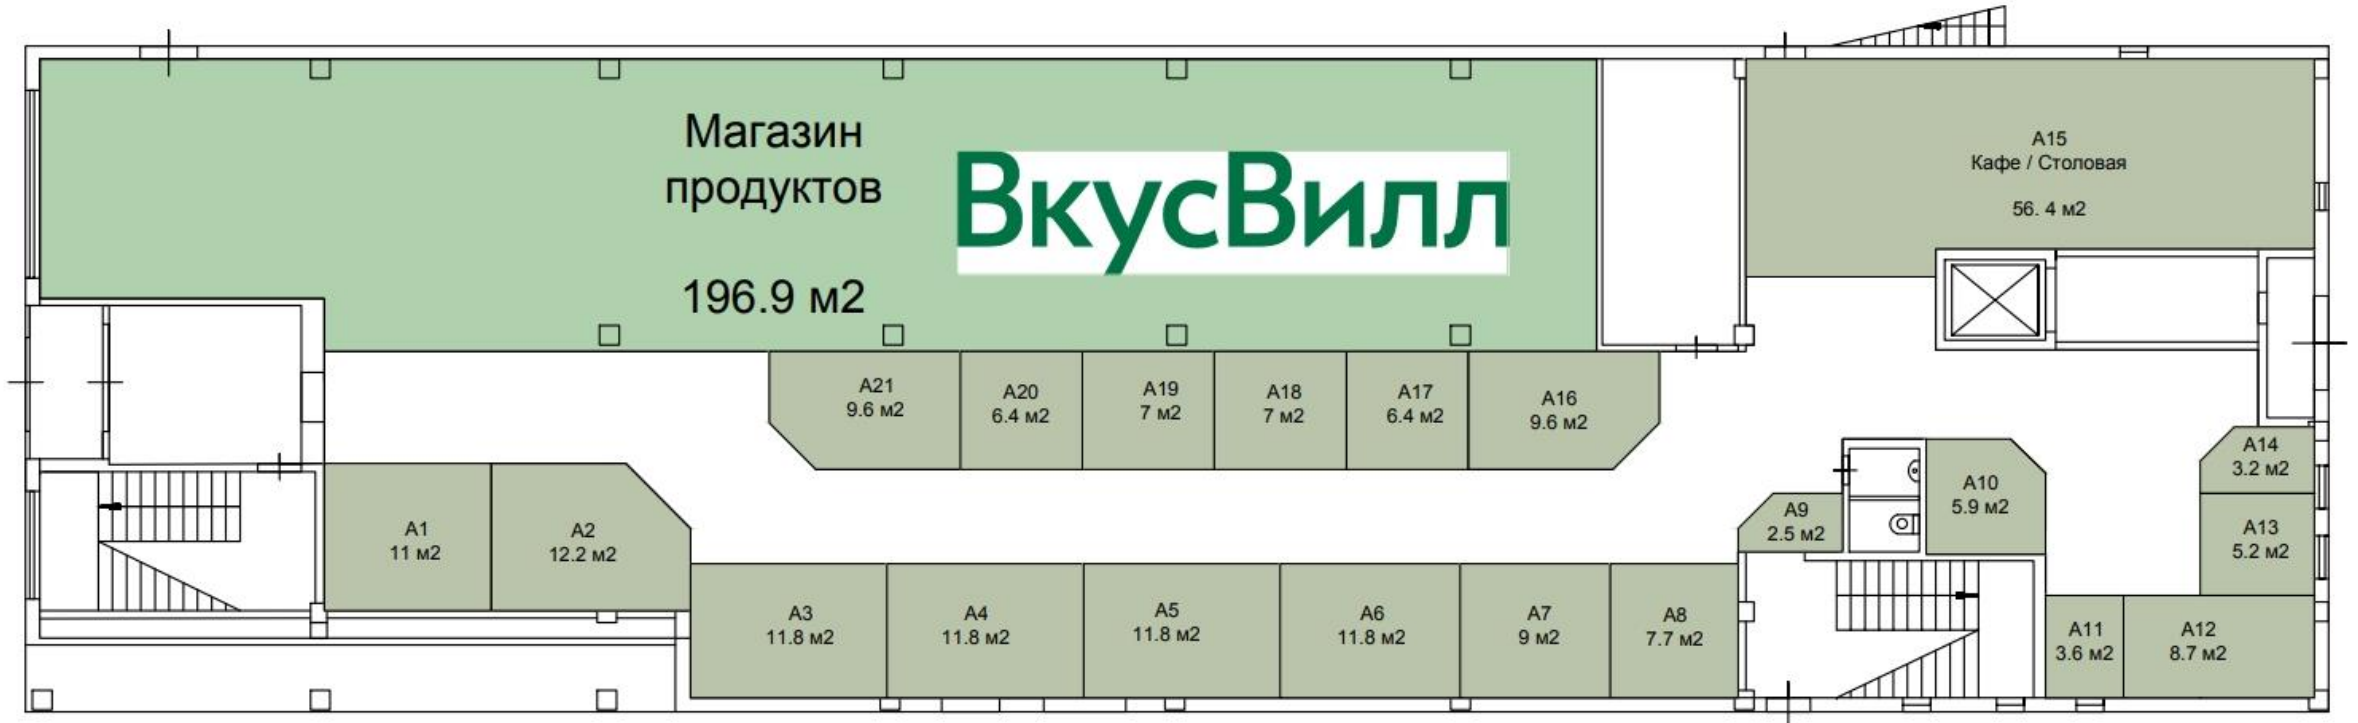 Магазин
продуктов
196.9 м2
ВкусВилл
А15
Кафе / Столовая
56. 4 м2
А21
9.6 м2
А20
6.4 м2
А19
7 м2
А18
7 м2
А17
6.4 м2
А16
9.6 м2
А14
3.2 м2
А13
5.2 м2
А10
5.9 м2
А9
2.5 м2
А1
11 м2
А2
12.2 м2
А3
11.8 м2
А4
11.8 м2
А5
11.8 м2
А6
11.8 м2
А7
9 м2
А8
7.7 м2
А11
3.6 м2
А12
8.7 м2